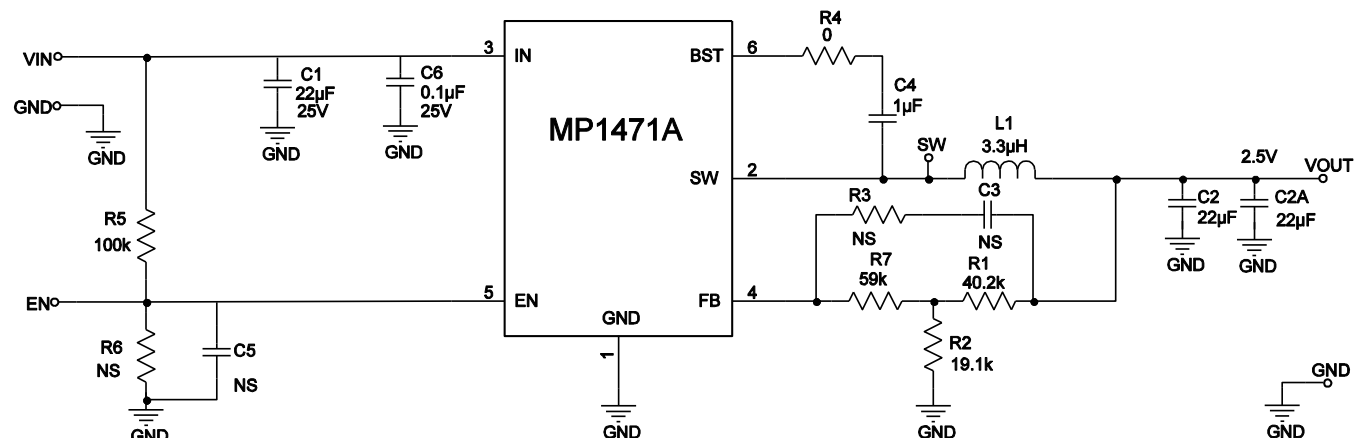 VIN
GND
GND
C1
22µF
25V
GND
C6
0.1µF
25V
GND
R5
100k
EN
R6
NS
C5
NS
GND
3
IN
5
EN
MP1471A
GND
1
GND
BST
6
SW
2
FB
4
R4
0
C4
1µF
SW
L1
3.3µH
R3
NS
C3
NS
R7
59k
R1
40.2k
R2
19.1k
GND
2.5V
VOUT
C2
22µF
GND
C2A
22µF
GND
GND
GND